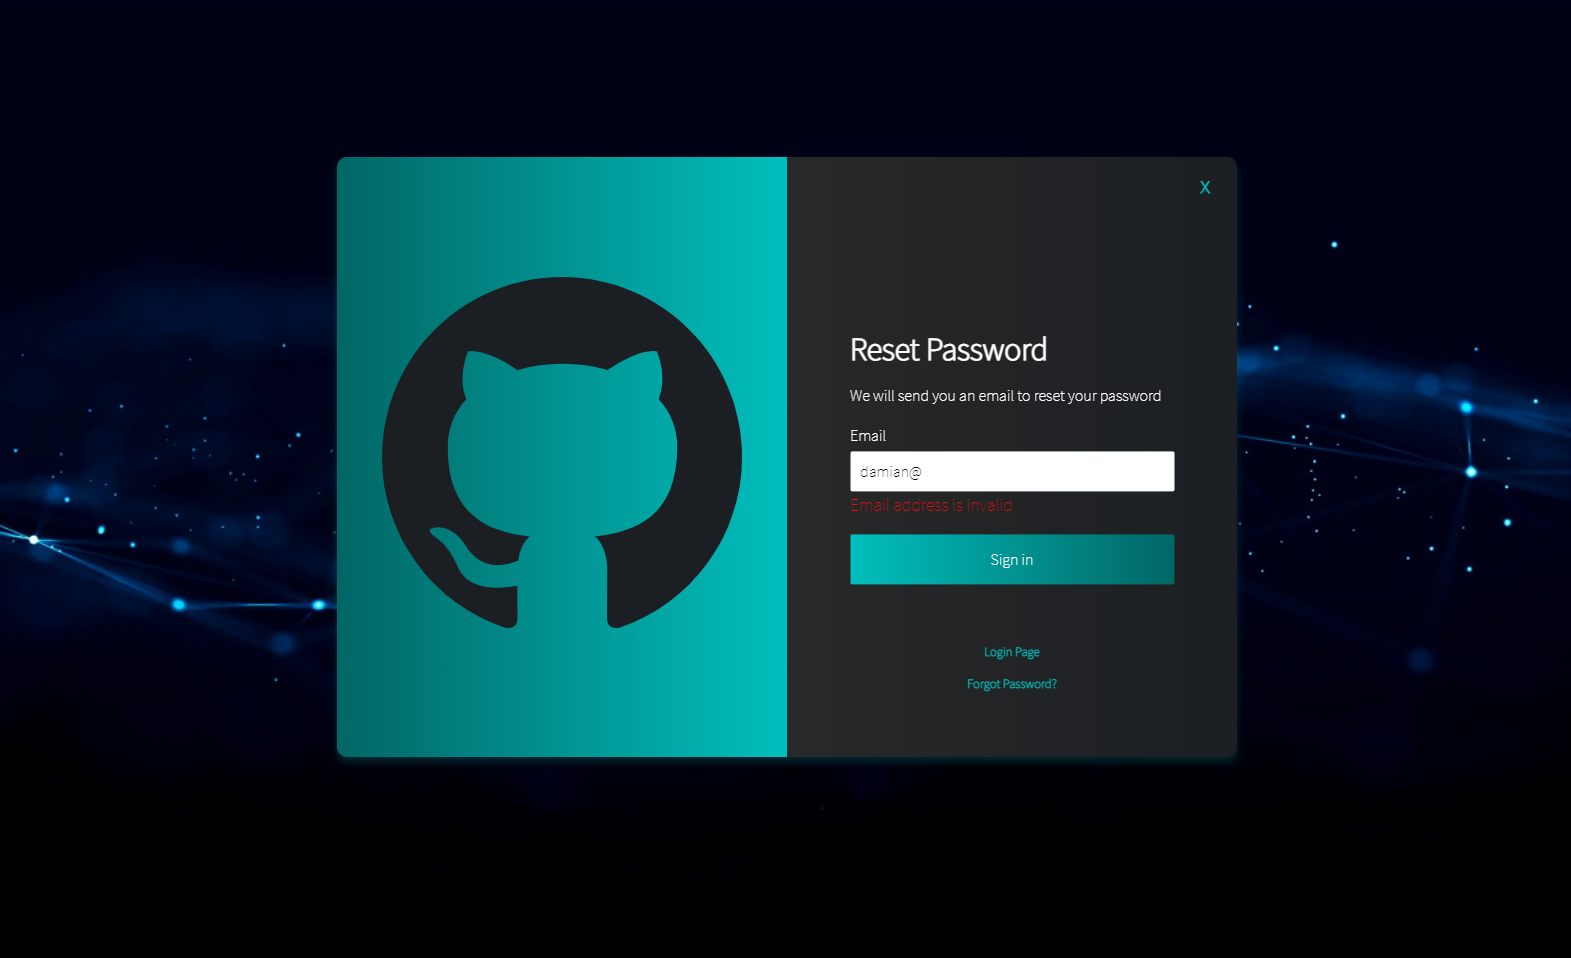 X
Reset Password
We will send you an email to reset your password
Email
damian@
Email address is invalid
Sign in
Login Page
Forgot Password?